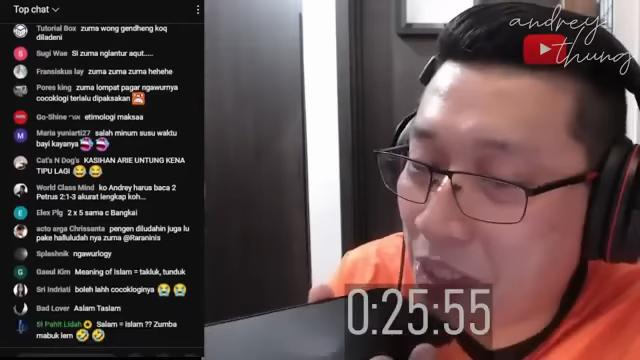 Top chat
Tutorial Box zuma wong gendheng koq
diladeni
Sugi Wae Si zuma nglantur aqut.....
Fransiskus lay zuma zuma zuma hehehe
Pores king zuma lompat pagar ngawurnya
cocoklogi terlalu dipaksakan
Go-Shine etimologi maksaa
Maria yuniarti27 salah minum susu waktu
bayi kayanya
Cat's N Dog's KASIHAN ARIE UNTUNG KENA
TIPU LAGI
World Class Mind ko Andrey harus baca 2
Petrus 2:1-3 akurat lengkap koh...
Elex Plg 2 x 5 sama c Bangkai
acto arga Chrissanta pengen diludahin juga lu
pake halluludah nya zuma @Raraninis
Splashnik ngawurlogy
Gaeul Kim Meaning of Islam = takluk, tunduk
Sri Indriati boleh lahh cocokloginya
Bad Lover Aslam Taslam
Si Pahit Lidah Salam = islam ?? Zumba
mabuk lem
andrey
thung
0:25:55